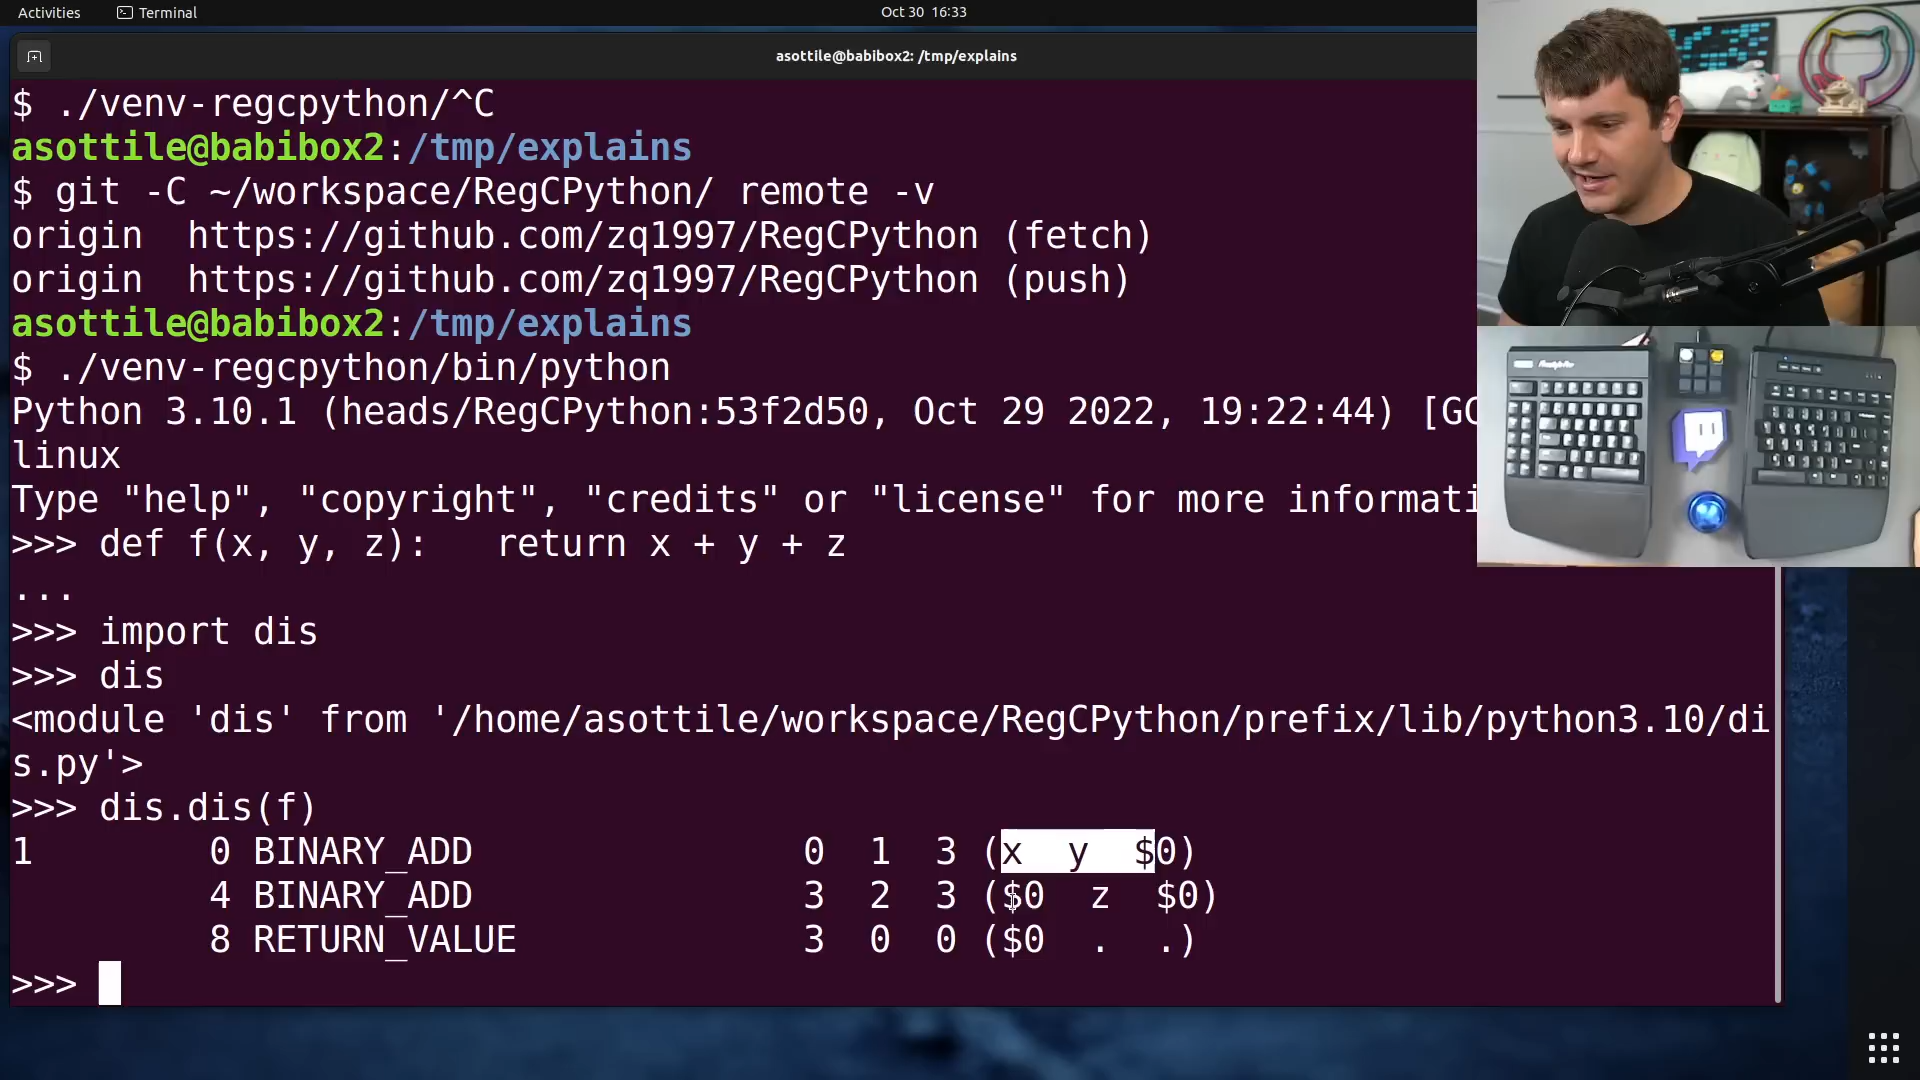 Activities
Terminal
Oct 30 16:33
asottile@babibox2: /tmp/explains
$ ./venv-regcpython/^C
asottile@babibox2:/tmp/explains
$ git -C ~/workspace/RegCPython/ remote -v
origin  https://github.com/zq1997/RegCPython (fetch)
origin  https://github.com/zq1997/RegCPython (push)
asottile@babibox2:/tmp/explains
$ ./venv-regcpython/bin/python
Python 3.10.1 (heads/RegCPython:53f2d50, Oct 29 2022, 19:22:44) [GC
linux
Type "help", "copyright", "credits" or "license" for more informati
>>> def f(x, y, z):   return x + y + z
...
>>> import dis
>>> dis
<module 'dis' from '/home/asottile/workspace/RegCPython/prefix/lib/python3.10/di
s.py'>
>>> dis.dis(f)
1        0 BINARY_ADD               0  1  3 (x  y  $0)
         4 BINARY_ADD               3  2  3 ($0  z  $0)
         8 RETURN_VALUE             3  0  0 ($0  .  .)
>>>